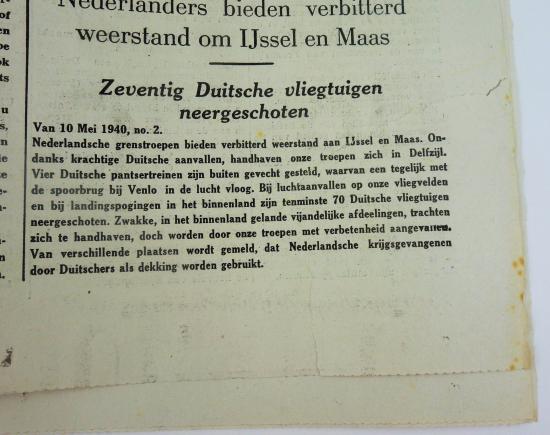 Nederlanders bieden verbitterd
weerstand om IJssel en Maas
Zeventig Duitsche vliegtuigen
neergeschoten
Van 10 Mei 1940, no. 2.
Nederlandsche grenstroepen bieden verbitterd weerstand aan IJssel en Maas. On-
danks krachtige Duitsche aanvallen, handhaven onze troepen zich in Delfzijl.
Vier Duitsche pantsertreinen zijn buiten gevecht gesteld, waarvan een tegelijk met
de spoorbrug bij Venlo in de lucht vloog. Bij luchtaanvallen op onze vliegvelden
en bij landingspogingen in het binnenland zijn tenminste 70 Duitsche vliegtuigen
neergeschoten. Zwakke, in het binnenland gelande vijandelijke afdeelingen, trachten
zich te handhaven, doch worden door onze troepen met verbetenheid aangevallen.
Van verschillende plaatsen wordt gemeld, dat Nederlandsche krijgsgevangenen
door Duitschers als dekking worden gebruikt.